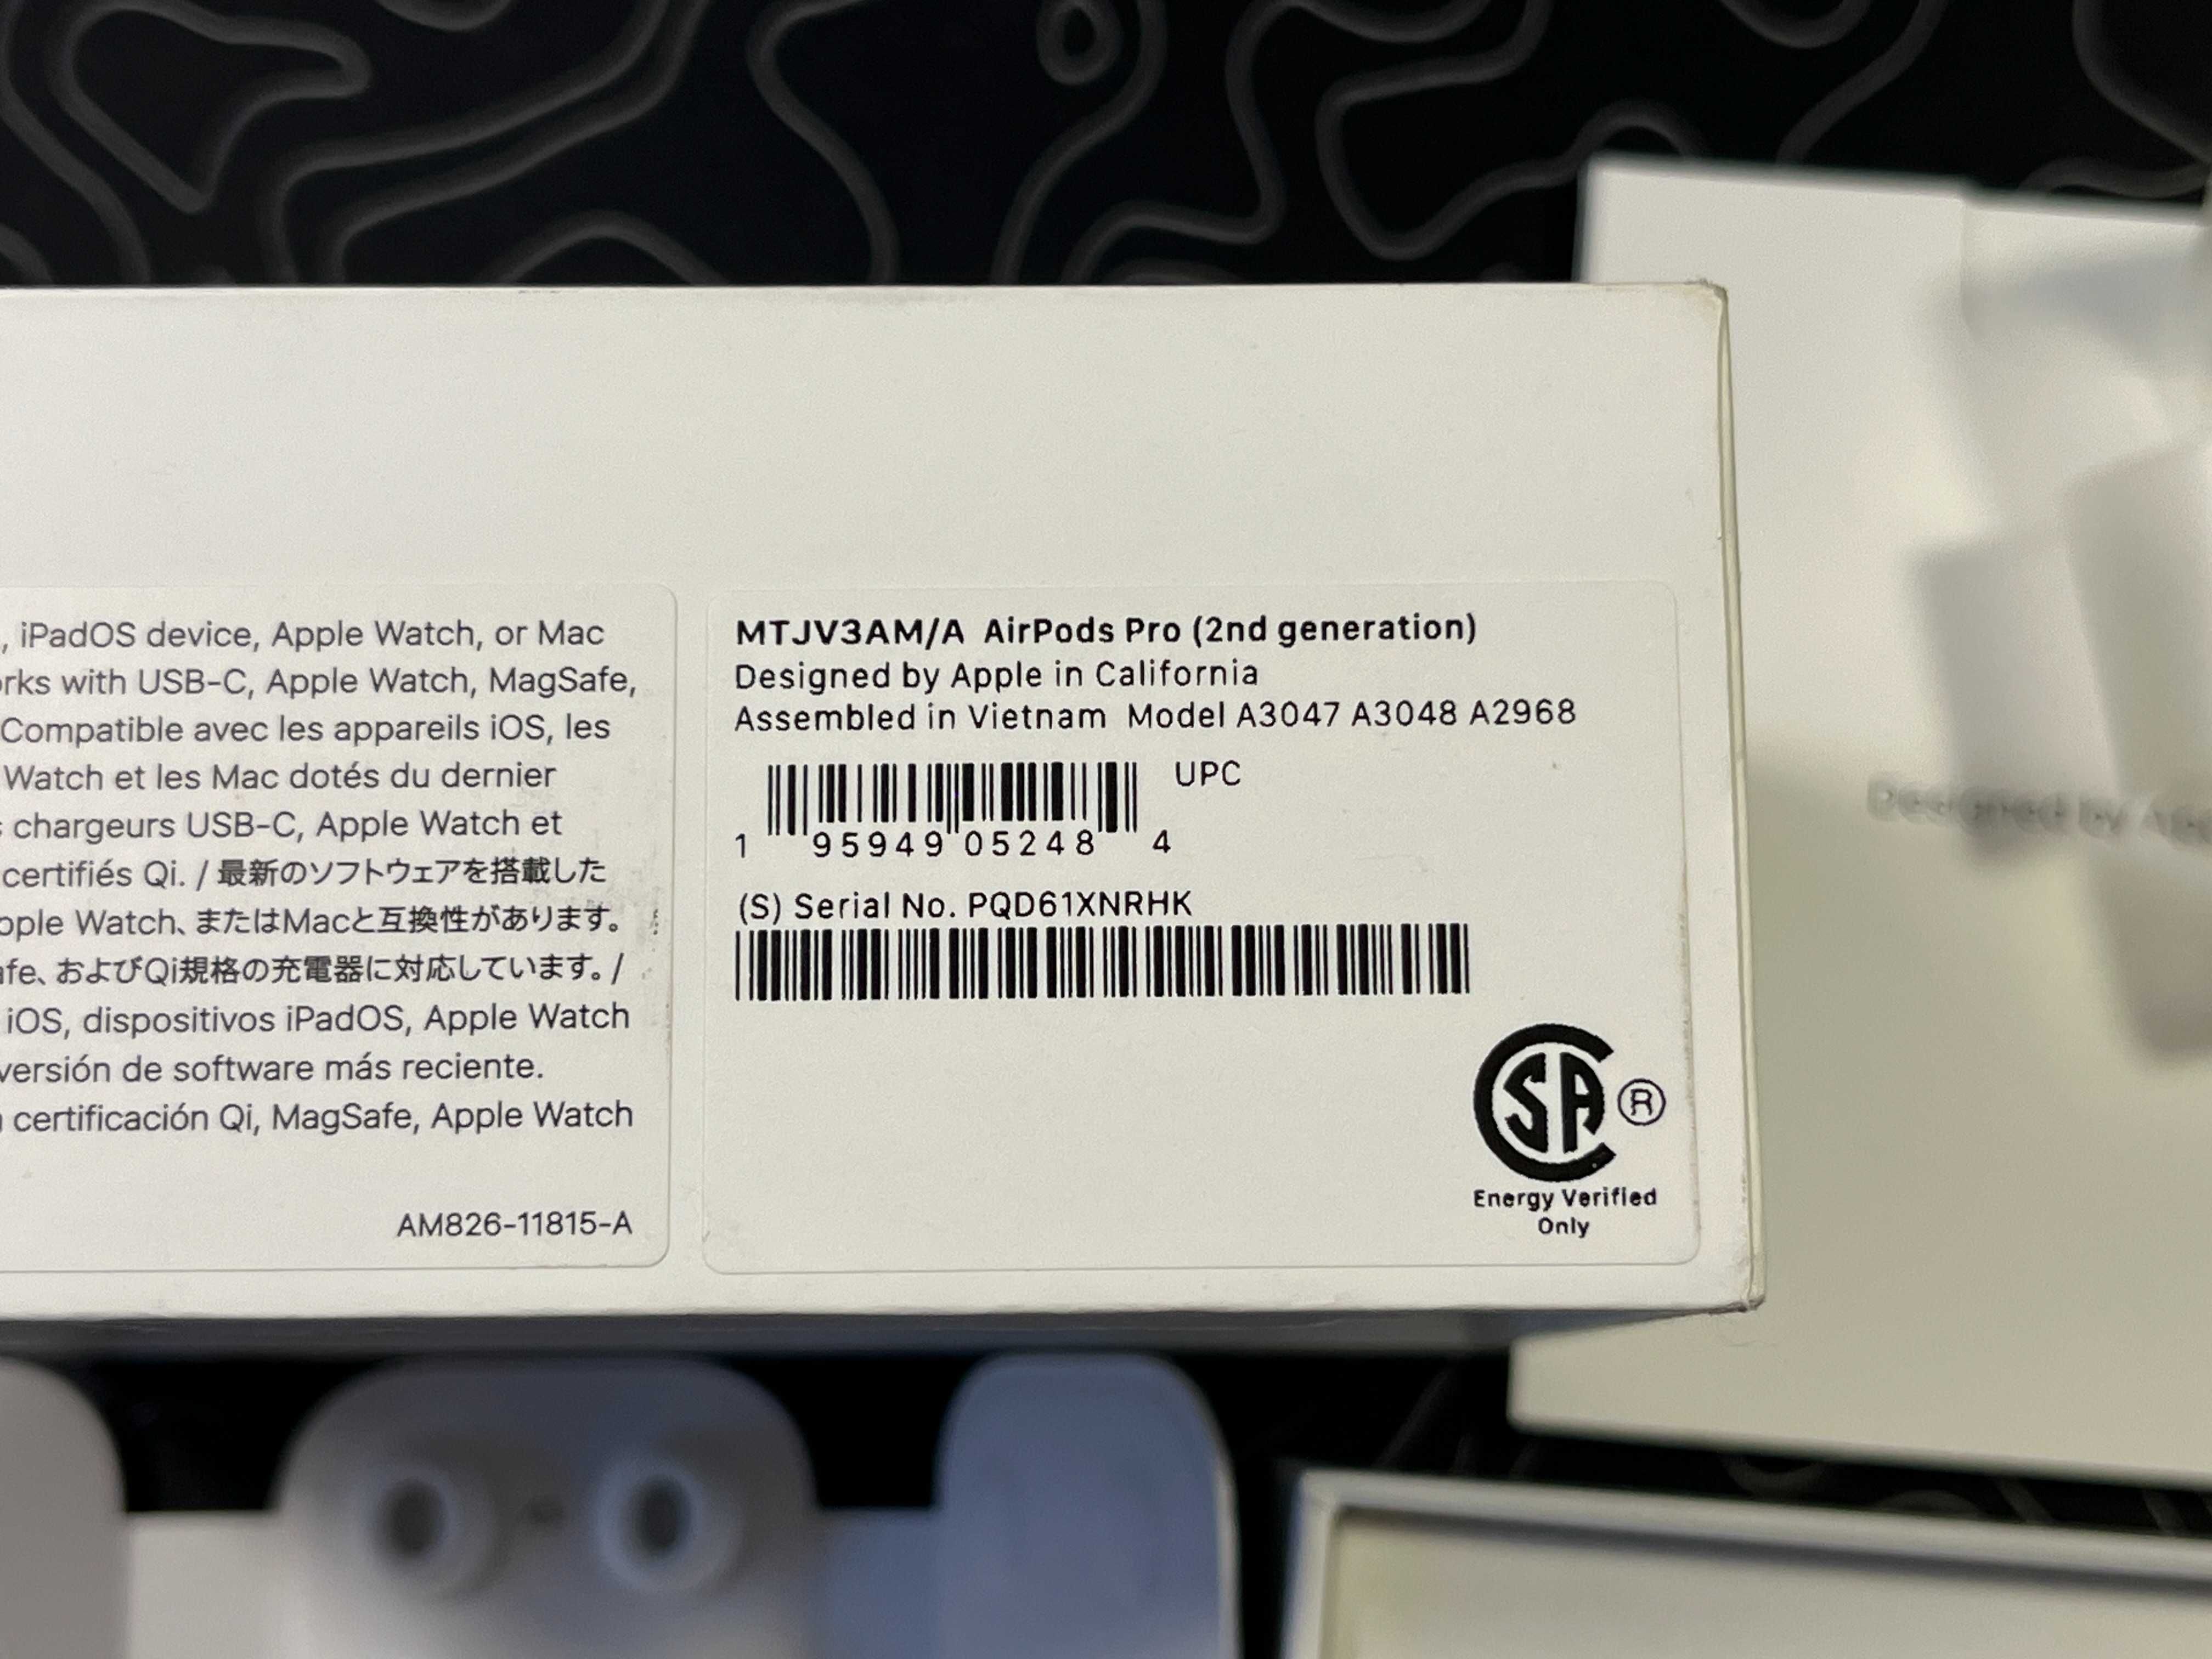 , iPadOS device, Apple Watch, or Mac
rks with USB-C, Apple Watch, MagSafe,
Compatible avec les appareils iOS, les
Watch et les Mac dotés du dernier
s chargeurs USB-C, Apple Watch et
certifiés Qi. / 最新のソフトウェアを搭載した
pple Watch、またはMacと互換性があります。
afe、およびQi規格の充電器に対応しています。/
iOS, dispositivos iPadOS, Apple Watch
versión de software más reciente.
certificación Qi, MagSafe, Apple Watch
AM826-11815-A
MTJV3AM/A AirPods Pro (2nd generation)
Designed by Apple in California
Assembled in Vietnam Model A3047 A3048 A2968
UPC
1 95949 05248 4
(S) Serial No. PQD61XNRHK
CSA ®
Energy Verified
Only
Designed by